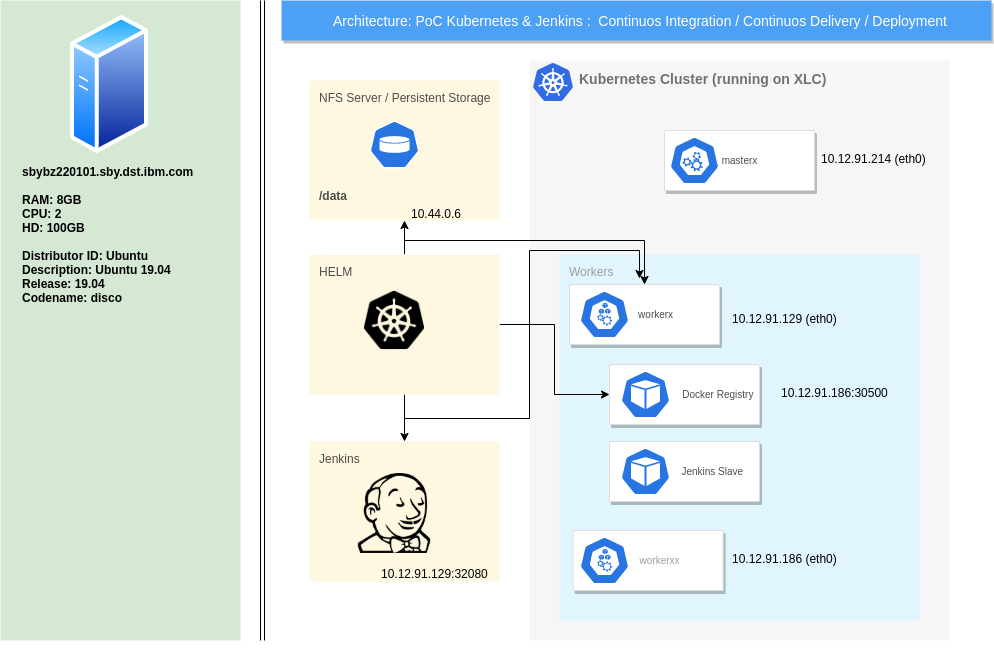 Architecture: PoC Kubernetes & Jenkins :  Continuos Integration / Continuos Delivery / Deployment
sbybz220101.sby.dst.ibm.com
RAM: 8GB
CPU: 2
HD: 100GB
Distributor ID: Ubuntu
Description: Ubuntu 19.04
Release: 19.04
Codename: disco
NFS Server / Persistent Storage
/data
10.44.0.6
HELM
Jenkins
10.12.91.129:32080
Kubernetes Cluster (running on XLC)
masterx
10.12.91.214 (eth0)
Workers
workerx
10.12.91.129 (eth0)
Docker Registry
10.12.91.186:30500
Jenkins Slave
workerxx
10.12.91.186 (eth0)